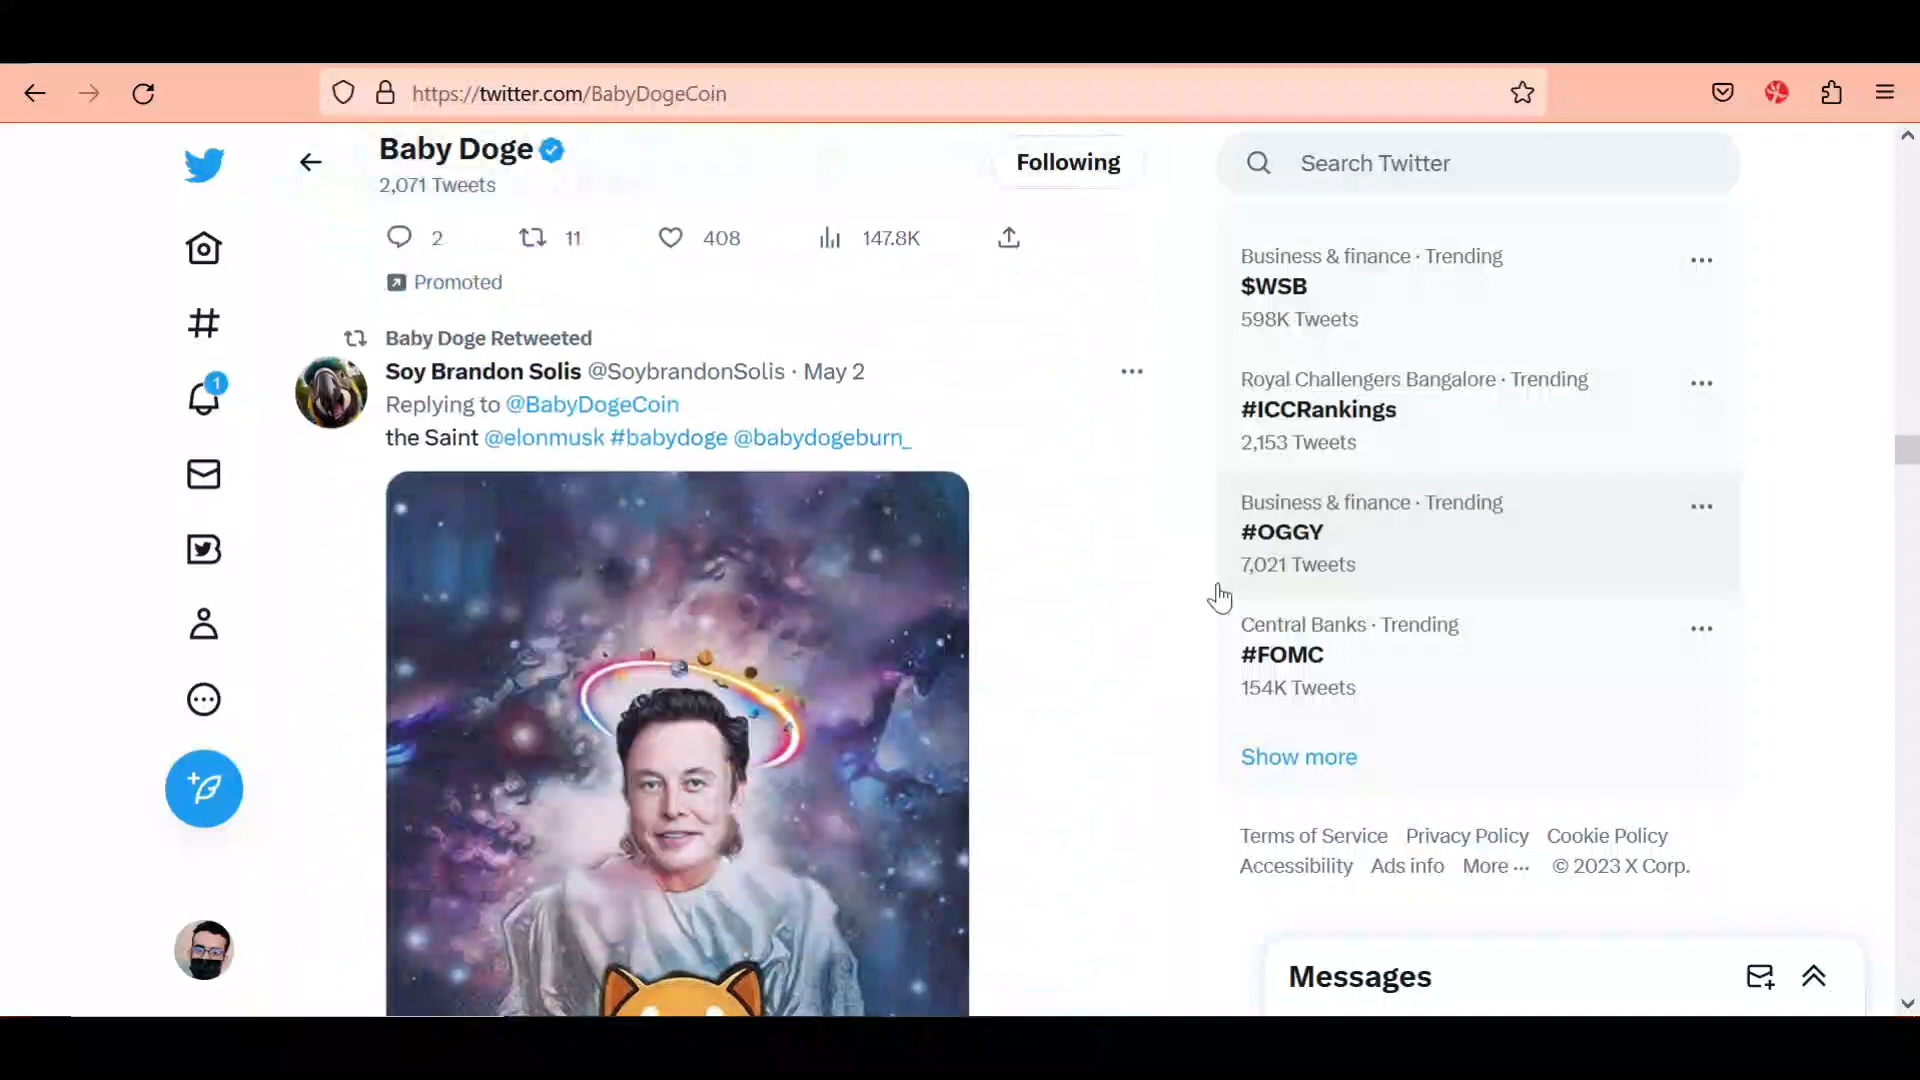 https://twitter.com/BabyDogeCoin
Baby Doge
2,071 Tweets
Following
Search Twitter
2 11 408 147.8K
Promoted
Baby Doge Retweeted
Soy Brandon Solis @SoybrandonSolis · May 2
Replying to @BabyDogeCoin
the Saint @elonmusk #babydoge @babydogeburn_
1
Business & finance · Trending
$WSB
598K Tweets
Royal Challengers Bangalore · Trending
#ICCRankings
2,153 Tweets
Business & finance · Trending
#OGGY
7,021 Tweets
Central Banks · Trending
#FOMC
154K Tweets
Show more
Terms of Service Privacy Policy Cookie Policy
Accessibility Ads info More ··· © 2023 X Corp.
Messages